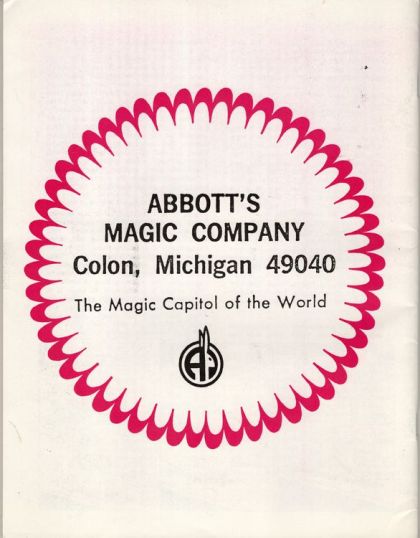 ABBOTT'S
MAGIC COMPANY
Colon, Michigan 49040
The Magic Capitol of the World